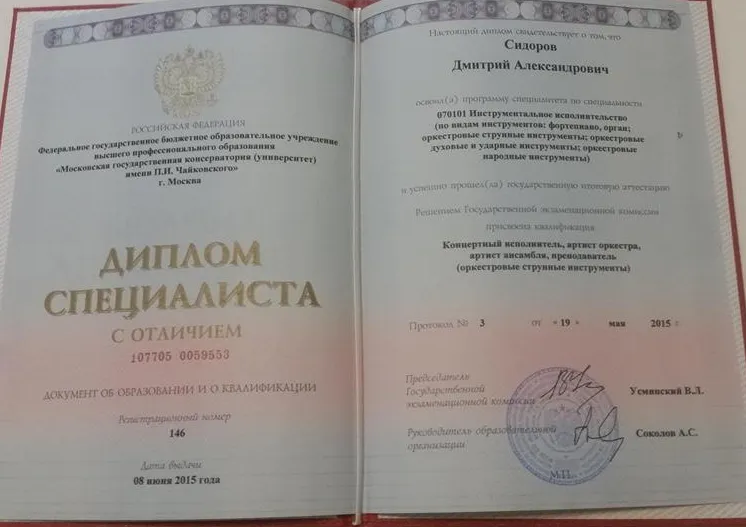 РОССИЙСКАЯ ФЕДЕРАЦИЯ
Федеральное государственное бюджетное образовательное учреждение
высшего профессионального образования
«Московская государственная консерватория (университет)
имени П.И. Чайковского»
г. Москва
ДИПЛОМ
СПЕЦИАЛИСТА
С ОТЛИЧИЕМ
107705 0059553
ДОКУМЕНТ ОБ ОБРАЗОВАНИИ И О КВАЛИФИКАЦИИ
Регистрационный номер
146
Дата выдачи
08 июня 2015 года
Настоящий диплом свидетельствует о том, что
Сидоров
Дмитрий Александрович
освоил(а) программу специалитета по специальности
070101 Инструментальное исполнительство
(по видам инструментов: фортепиано, орган;
оркестровые струнные инструменты; оркестровые
духовые и ударные инструменты; оркестровые
народные инструменты)
и успешно прошел(ла) государственную итоговую аттестацию
Решением Государственной экзаменационной комиссии
присвоена квалификация
Концертный исполнитель, артист оркестра,
артист ансамбля, преподаватель
(оркестровые струнные инструменты)
Протокол № 3 от «19» мая 2015 г
Председатель
Государственной
экзаменационной комиссии
Усминский В.Л.
Руководитель образовательной
организации
Соколов А.С.
М.П.